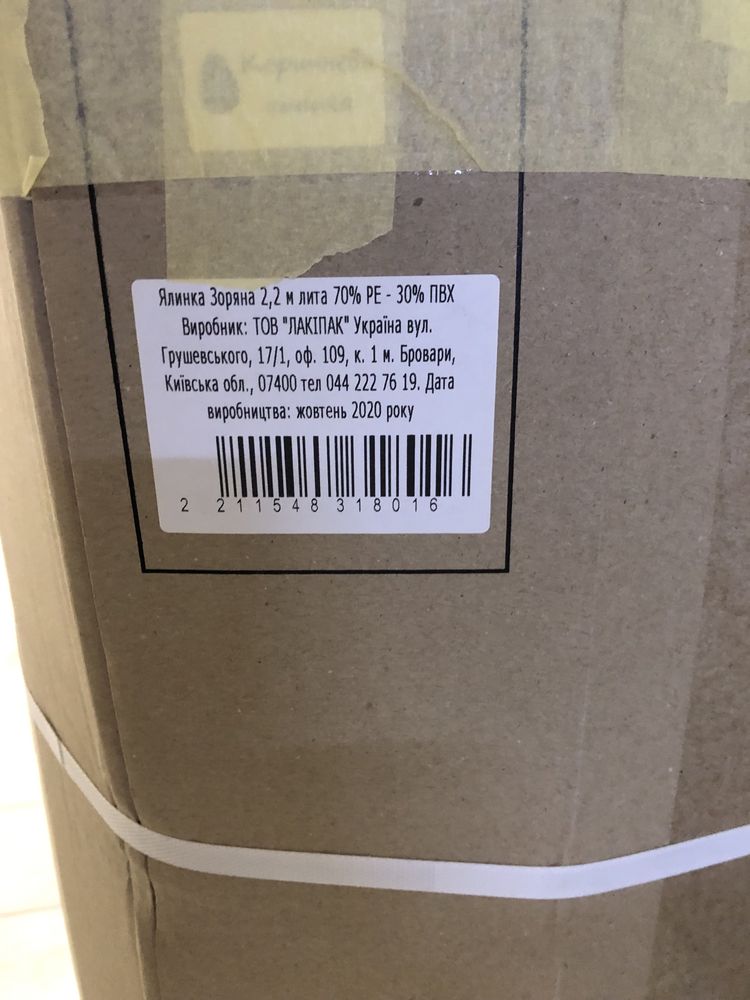 Ялинка Зоряна 2,2 м лита 70% PE - 30% ПВХ
Виробник: ТОВ "ЛАКІПАК" Україна вул.
Грушевського, 17/1, оф. 109, к. 1 м. Бровари,
Київська обл., 07400 тел 044 222 76 19. Дата
виробництва: жовтень 2020 року
2 211548 318016